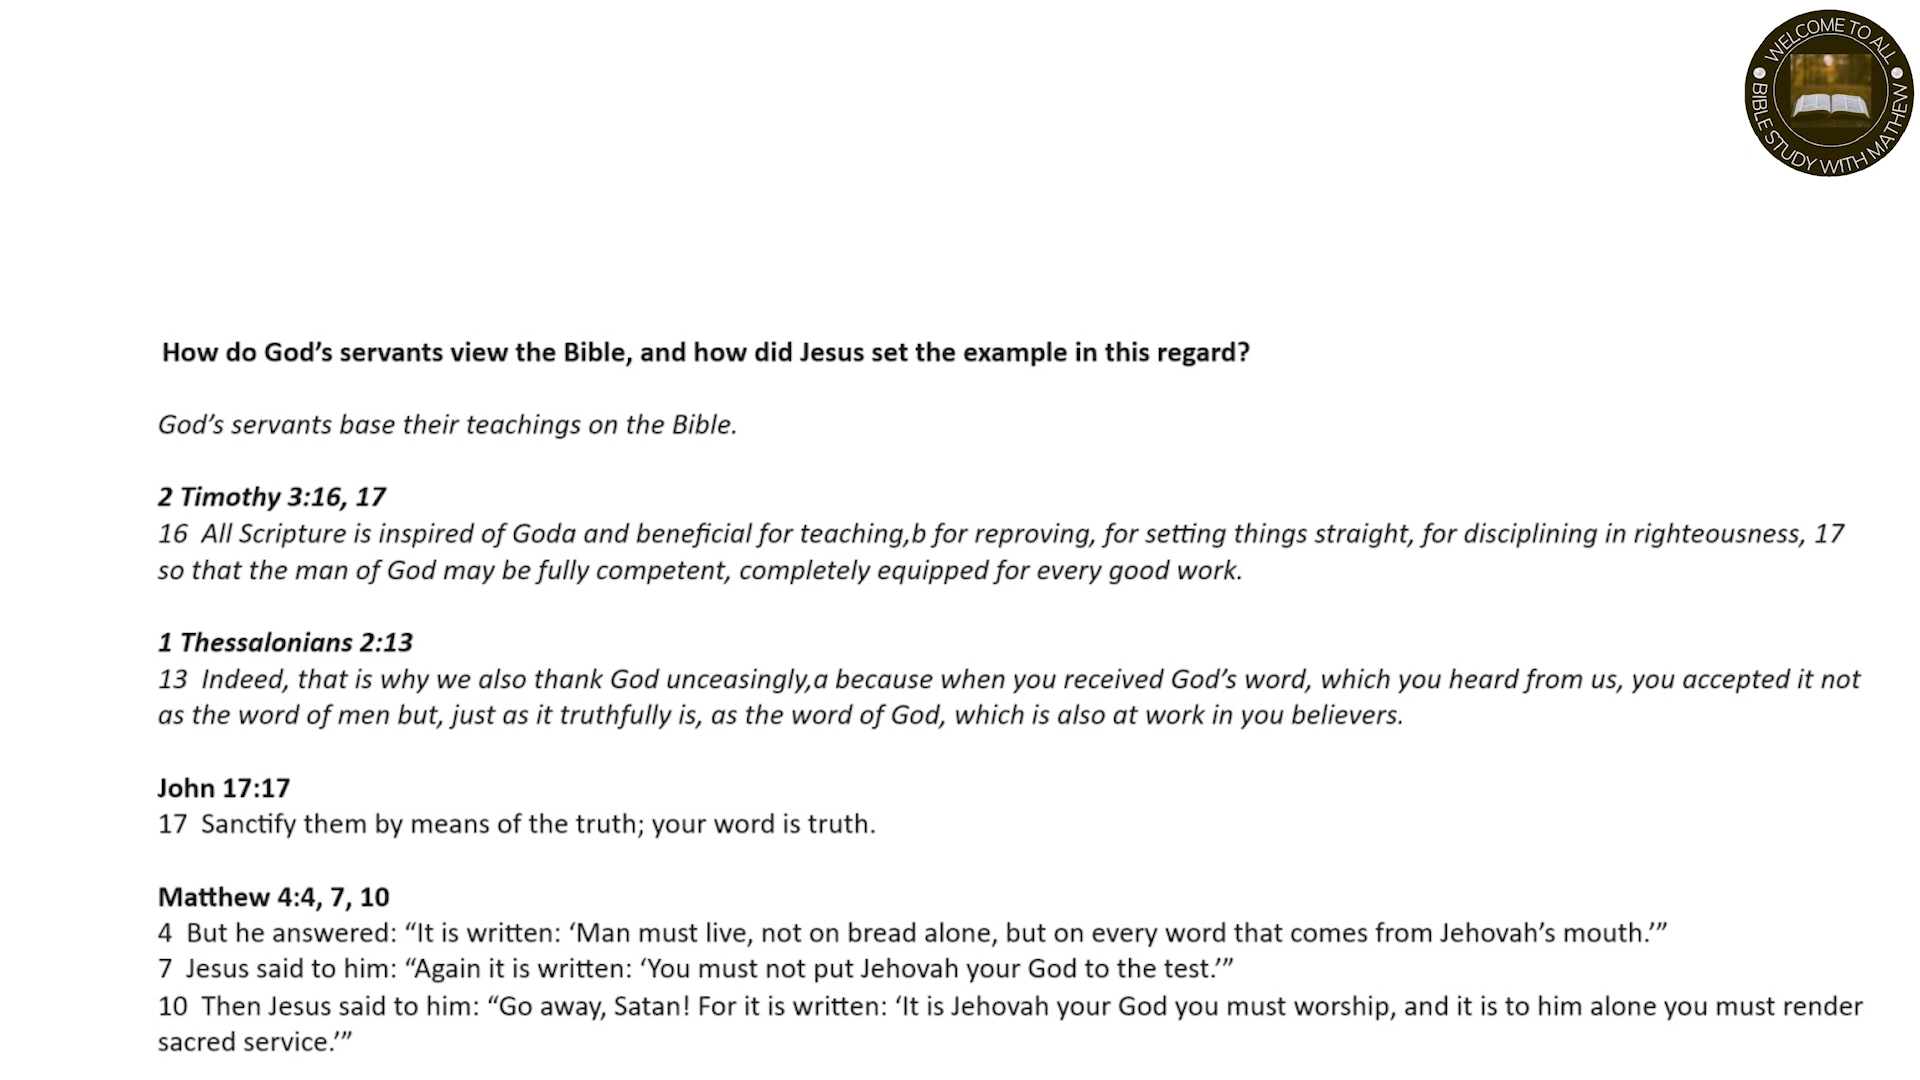 WELCOME TO ALL
BIBLE STUDY WITH MATHEW
How do God’s servants view the Bible, and how did Jesus set the example in this regard?
God’s servants base their teachings on the Bible.
2 Timothy 3:16, 17
16  All Scripture is inspired of Goda and beneficial for teaching,b for reproving, for setting things straight, for disciplining in righteousness, 17
so that the man of God may be fully competent, completely equipped for every good work.
1 Thessalonians 2:13
13  Indeed, that is why we also thank God unceasingly,a because when you received God’s word, which you heard from us, you accepted it not
as the word of men but, just as it truthfully is, as the word of God, which is also at work in you believers.
John 17:17
17  Sanctify them by means of the truth; your word is truth.
Matthew 4:4, 7, 10
4  But he answered: “It is written: ‘Man must live, not on bread alone, but on every word that comes from Jehovah’s mouth.’”
7  Jesus said to him: “Again it is written: ‘You must not put Jehovah your God to the test.’”
10  Then Jesus said to him: “Go away, Satan! For it is written: ‘It is Jehovah your God you must worship, and it is to him alone you must render
sacred service.’”